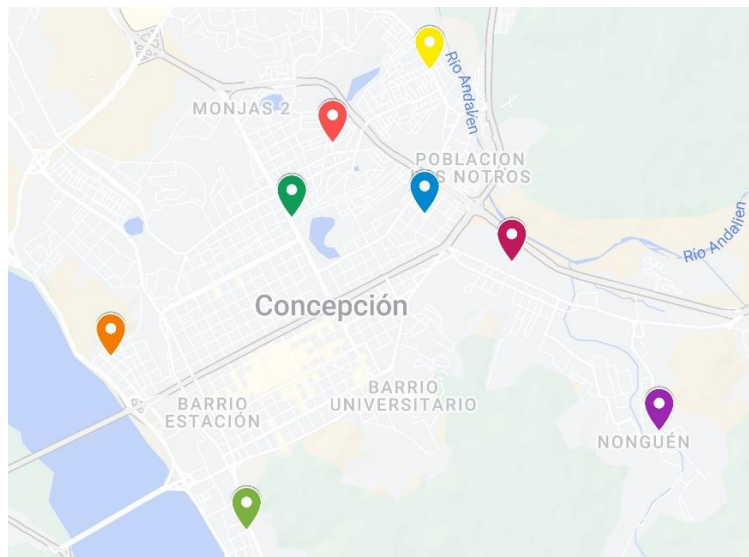 Río Andalien
MONJAS 2
POBLACION
LOS NOTROS
Río Andalien
Concepción
BARRIO
ESTACIÓN
BARRIO
UNIVERSITARIO
NONGUÉN